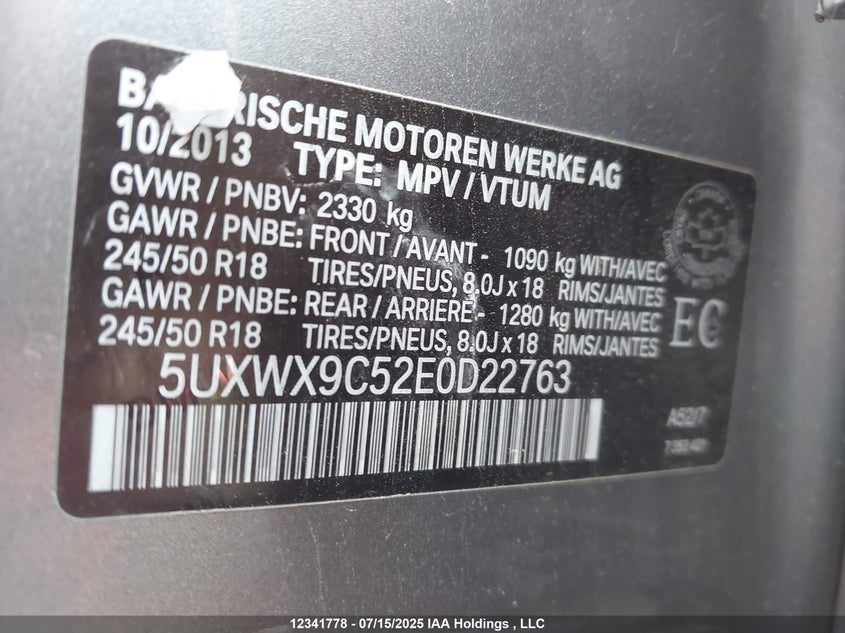 BA RISCHE MOTOREN WERKE AG
10/2013 TYPE: MPV / VTUM
GVWR / PNBV: 2330 kg
GAWR / PNBE: FRONT / AVANT - 1090 kg WITH/AVEC
245/50 R18 TIRES/PNEUS, 8.0J x 18 RIMS/JANTES
GAWR / PNBE: REAR / ARRIERE - 1280 kg WITH/AVEC
245/50 R18 TIRES/PNEUS, 8.0J x 18 RIMS/JANTES
EC
5UXWX9C52E0D22763
12341778 - 07/15/2025 IAA Holdings , LLC